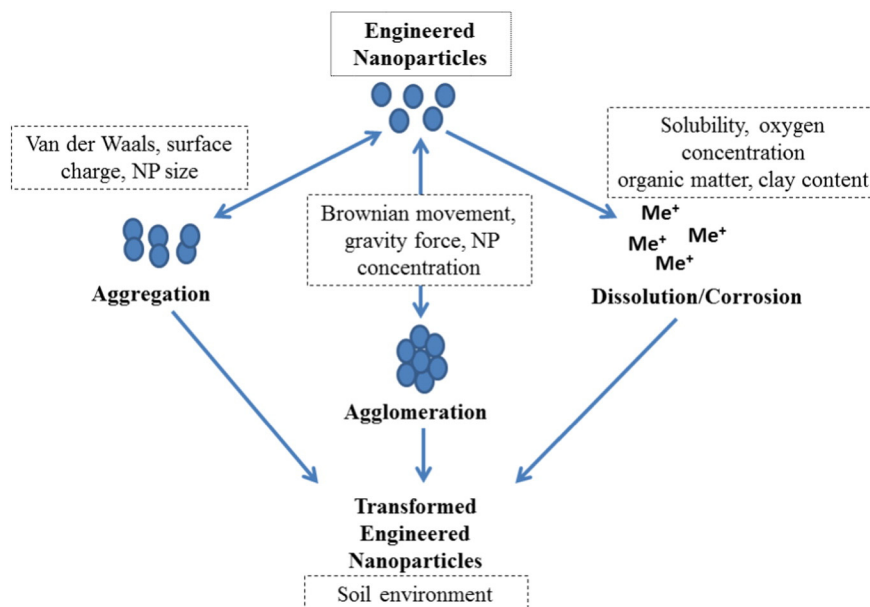 Engineered
Nanoparticles
Van der Waals, surface
charge, NP size
Solubility, oxygen
concentration
organic matter, clay content
Brownian movement,
gravity force, NP
concentration
Me⁺
Me⁺
Me⁺
Me⁺
Aggregation
Dissolution/Corrosion
Agglomeration
Transformed
Engineered
Nanoparticles
Soil environment